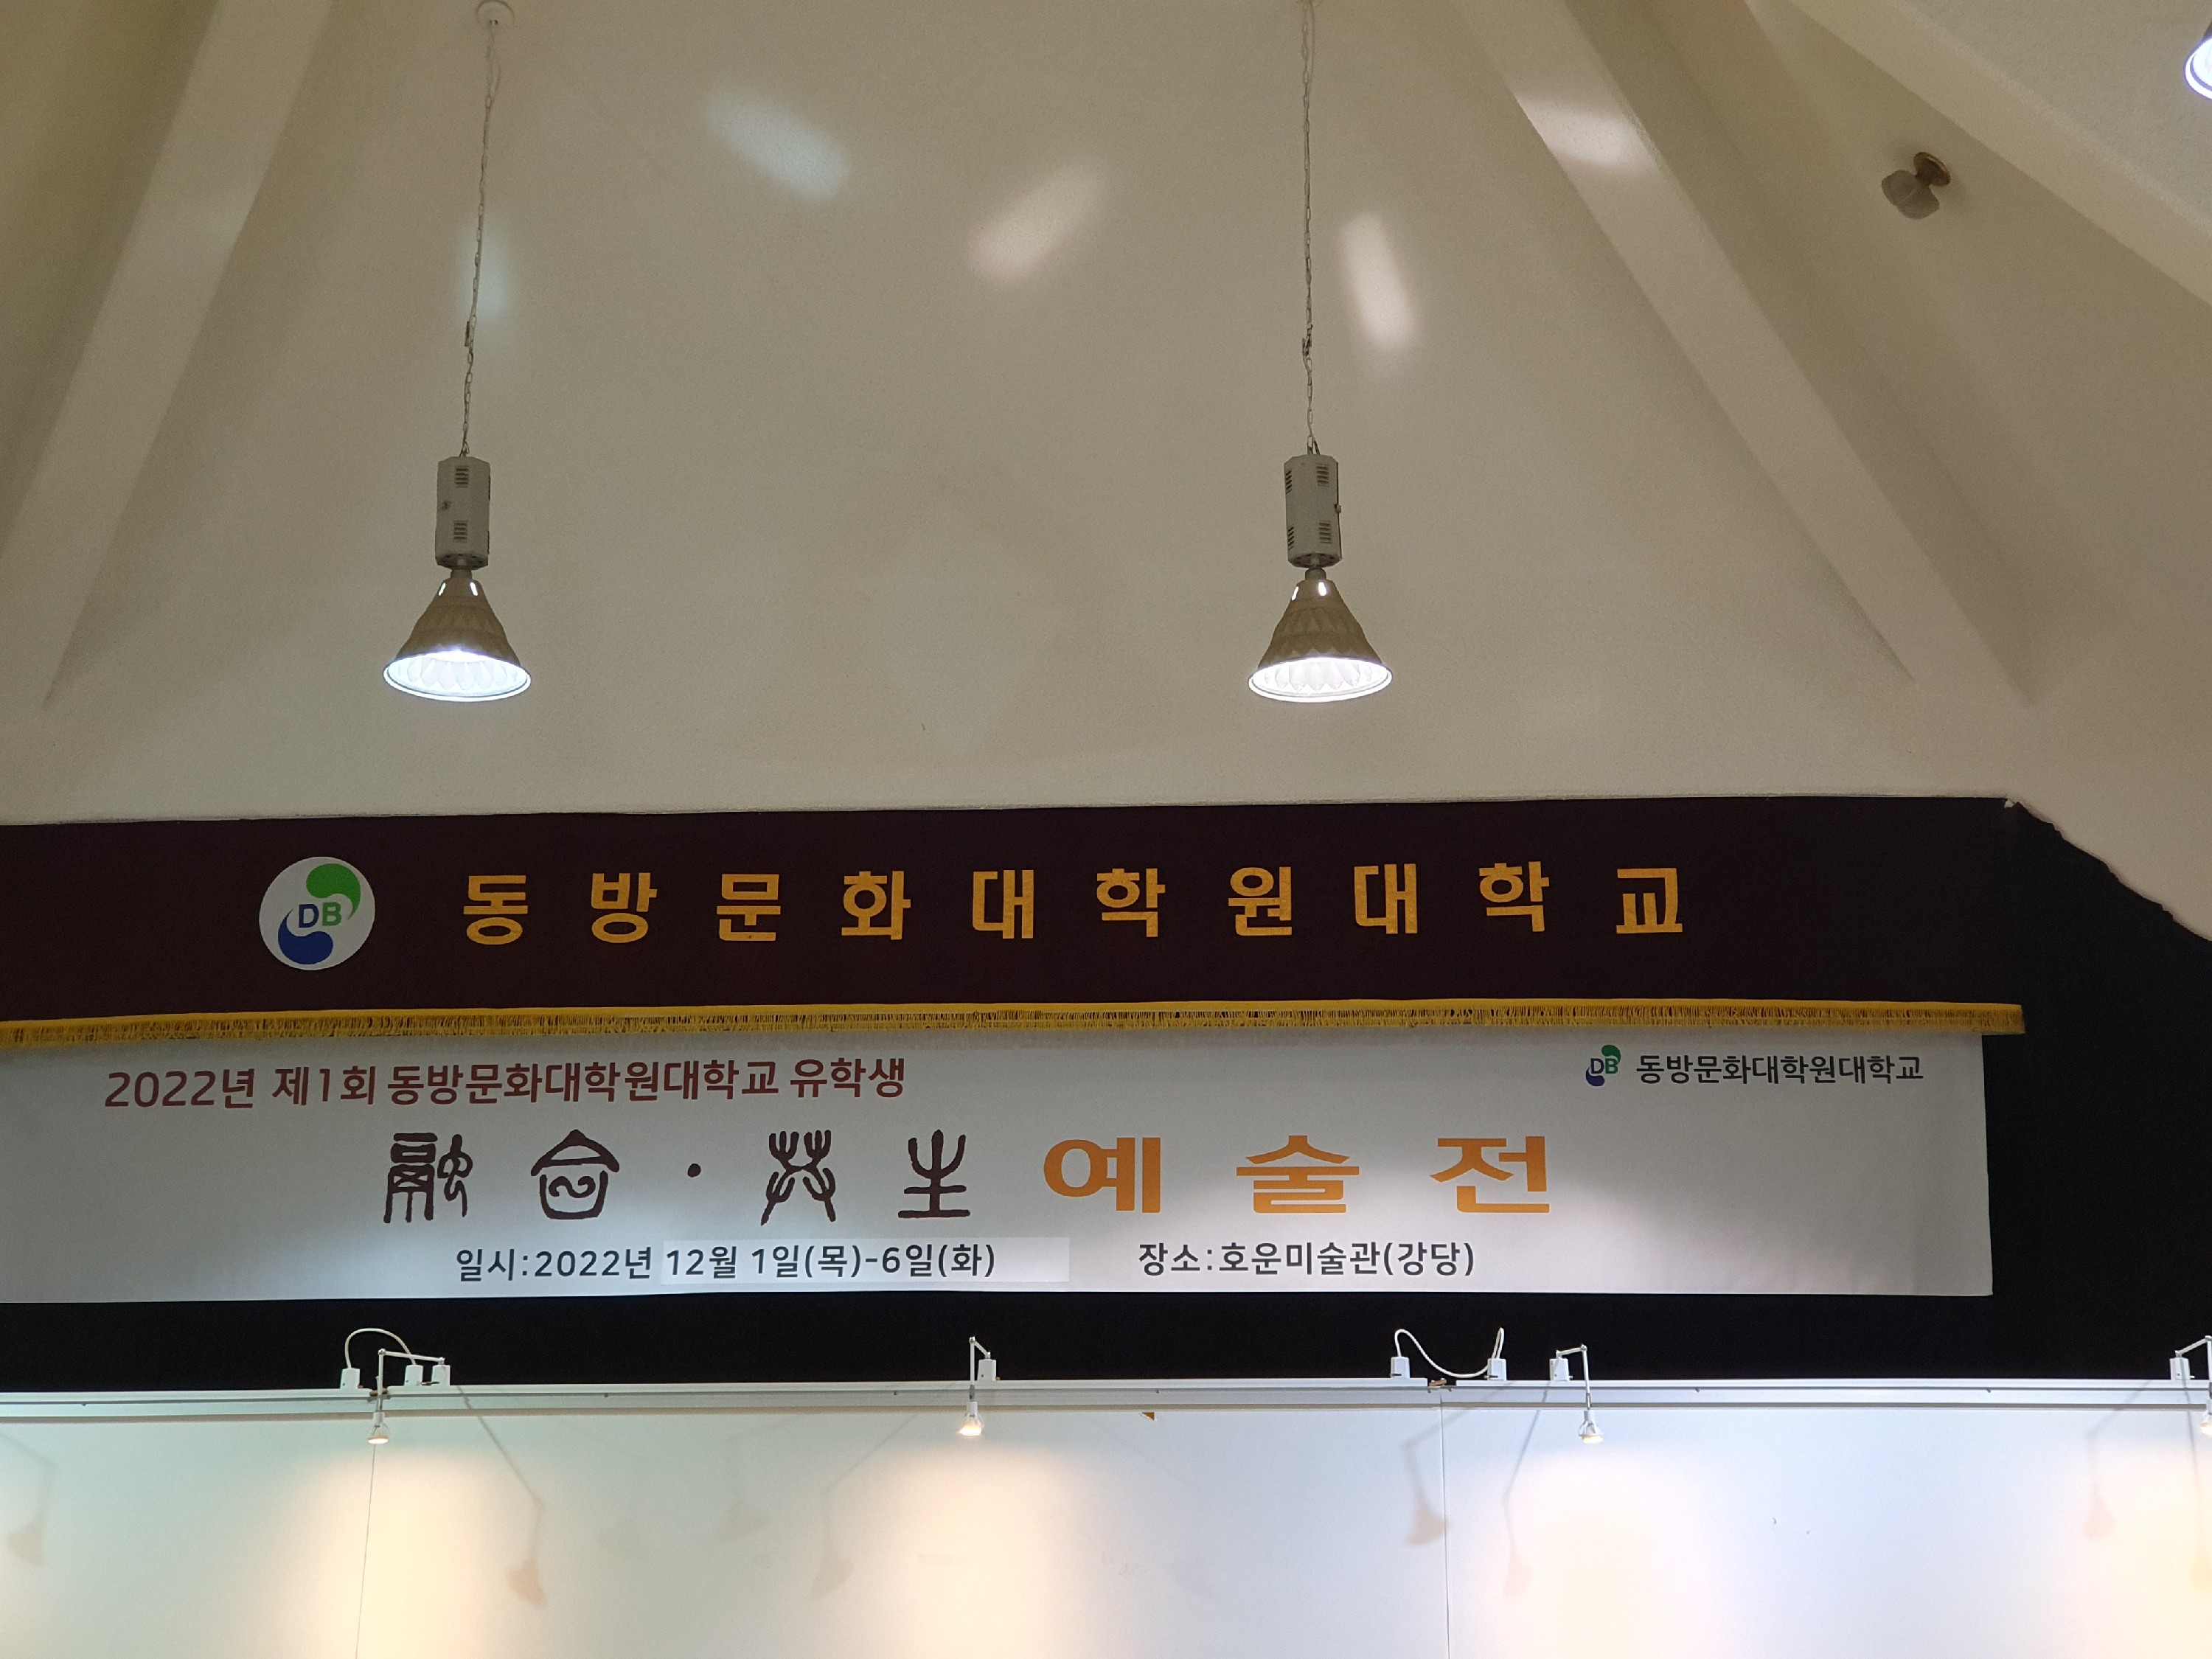 DB 동방문화대학원대학교
2022년 제1회 동방문화대학원대학교 유학생
DB 동방문화대학원대학교
融合·共生 예술전
일시:2022년 12월 1일(목)-6일(화) 장소:호운미술관(강당)